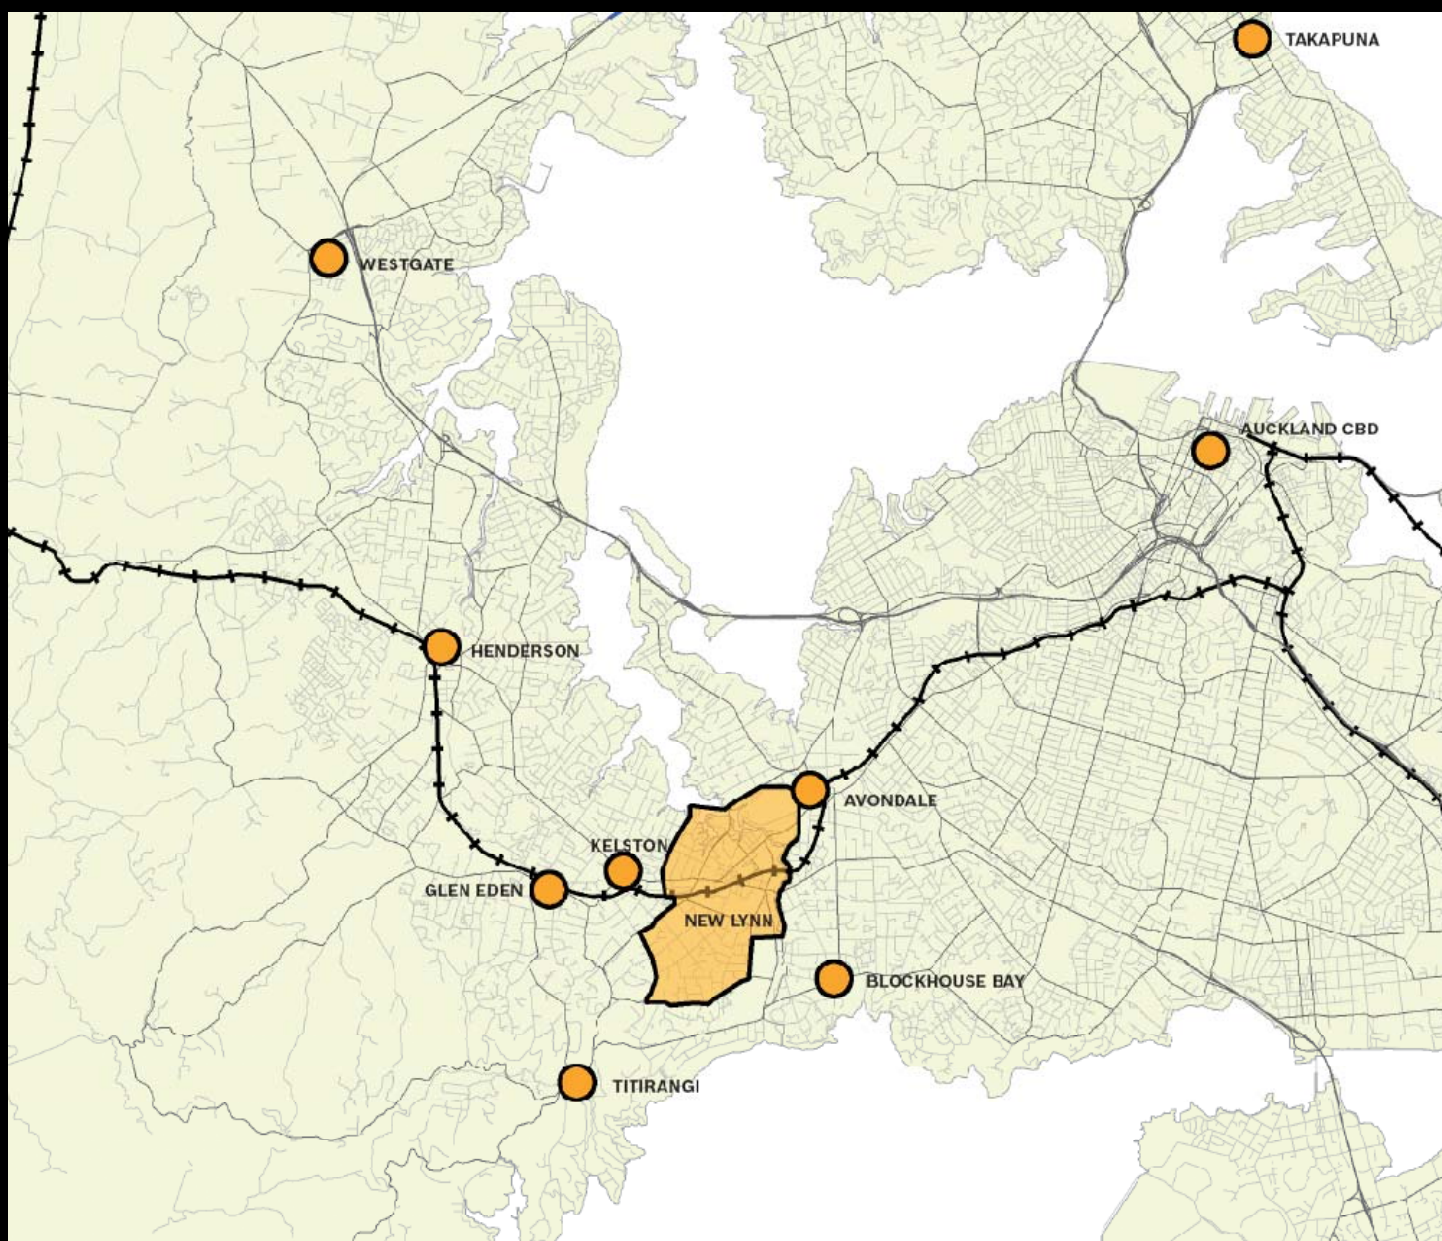 TAKAPUNA
WESTGATE
AUCKLAND CBD
HENDERSON
AVONDALE
KELSTON
GLEN EDEN
NEW LYNN
BLOCKHOUSE BAY
TITIRANGI